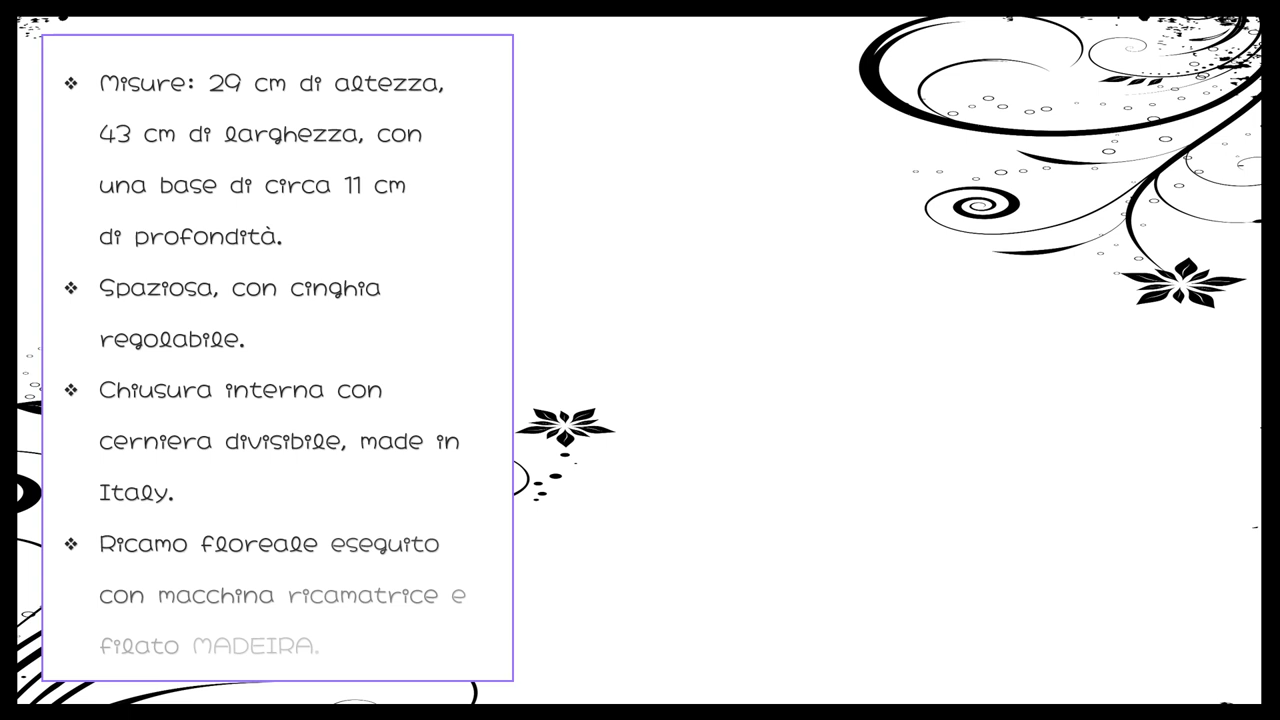 ❖ Misure: 29 cm di altezza,
43 cm di larghezza, con
una base di circa 11 cm
di profondità.
❖ Spaziosa, con cinghia
regolabile.
❖ Chiusura interna con
cerniera divisibile, made in
Italy.
❖ Ricamo floreale eseguito
con macchina ricamatrice e
filato MADEIRA.